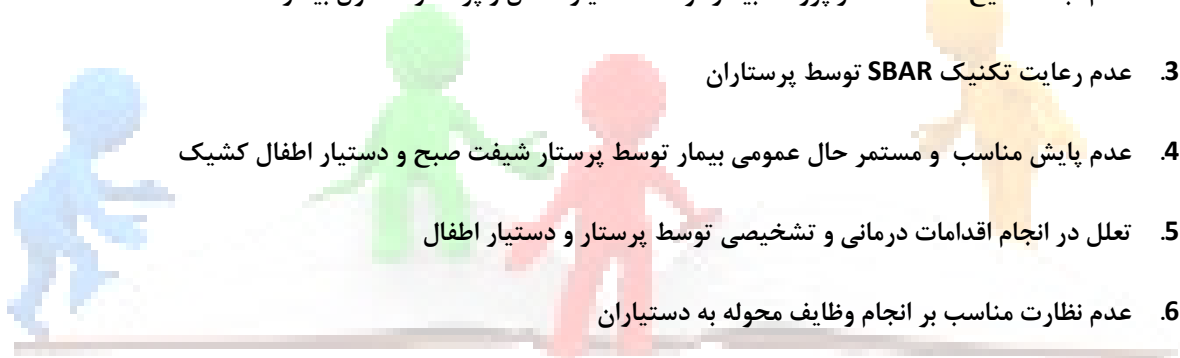 3. عدم رعایت تکنیک SBAR توسط پرستاران
4. عدم پایش مناسب و مستمر حال عمومی بیمار توسط پرستار شیفت صبح و دستیار اطفال کشیک
5. تعلل در انجام اقدامات درمانی و تشخیصی توسط پرستار و دستیار اطفال
6. عدم نظارت مناسب بر انجام وظایف محوله به دستیاران